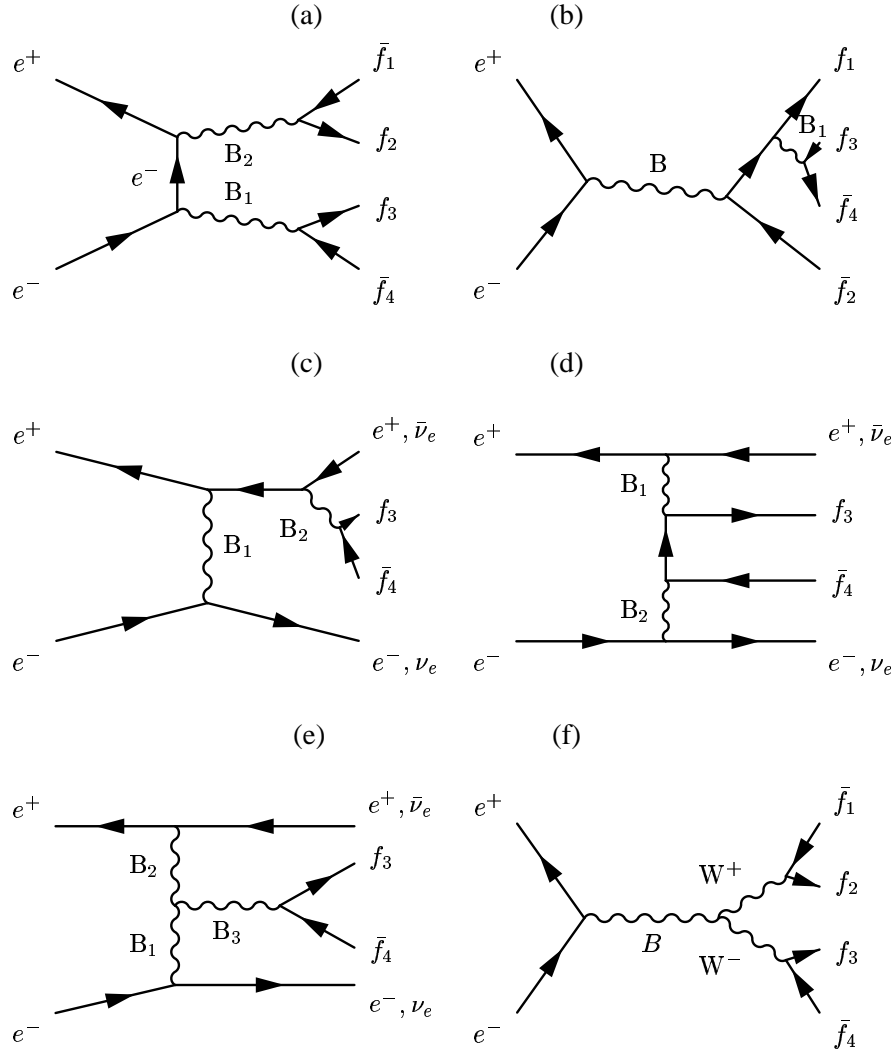 (a)
e⁺
f̄₁
B₂
f₂
e⁻
B₁
f₃
e⁻
f̄₄
(b)
e⁺
f₁
B₁
f₃
B
f̄₄
e⁻
f̄₂
(c)
e⁺
e⁺, ν̄ₑ
B₂
f₃
B₁
f̄₄
e⁻
e⁻, νₑ
(d)
e⁺
e⁺, ν̄ₑ
B₁
f₃
f̄₄
B₂
e⁻
e⁻, νₑ
(e)
e⁺
e⁺, ν̄ₑ
B₂
f₃
B₁
B₃
f̄₄
e⁻
e⁻, νₑ
(f)
e⁺
f̄₁
W⁺
f₂
B
W⁻
f₃
e⁻
f̄₄